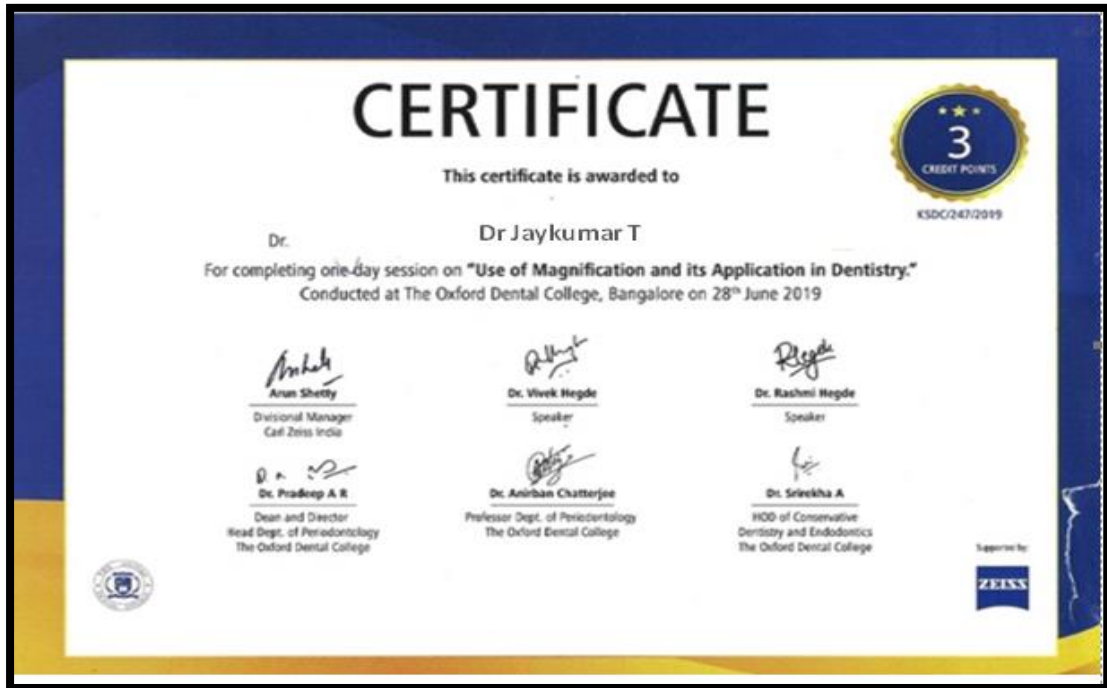 CERTIFICATE
3
CREDIT POINTS
KSDC/247/2019
This certificate is awarded to
Dr. Dr Jaykumar T
For completing one-day session on "Use of Magnification and its Application in Dentistry."
Conducted at The Oxford Dental College, Bangalore on 28th June 2019
Arun Shetty
Divisional Manager
Carl Zeiss India
Dr. Vivek Hegde
Speaker
Dr. Rashmi Hegde
Speaker
Dr. Pradeep A R
Dean and Director
Head Dept. of Periodontology
The Oxford Dental College
Dr. Anirban Chatterjee
Professor Dept. of Periodontology
The Oxford Dental College
Dr. Srirekha A
HOD of Conservative
Dentistry and Endodontics
The Oxford Dental College
Supported by:
ZEISS